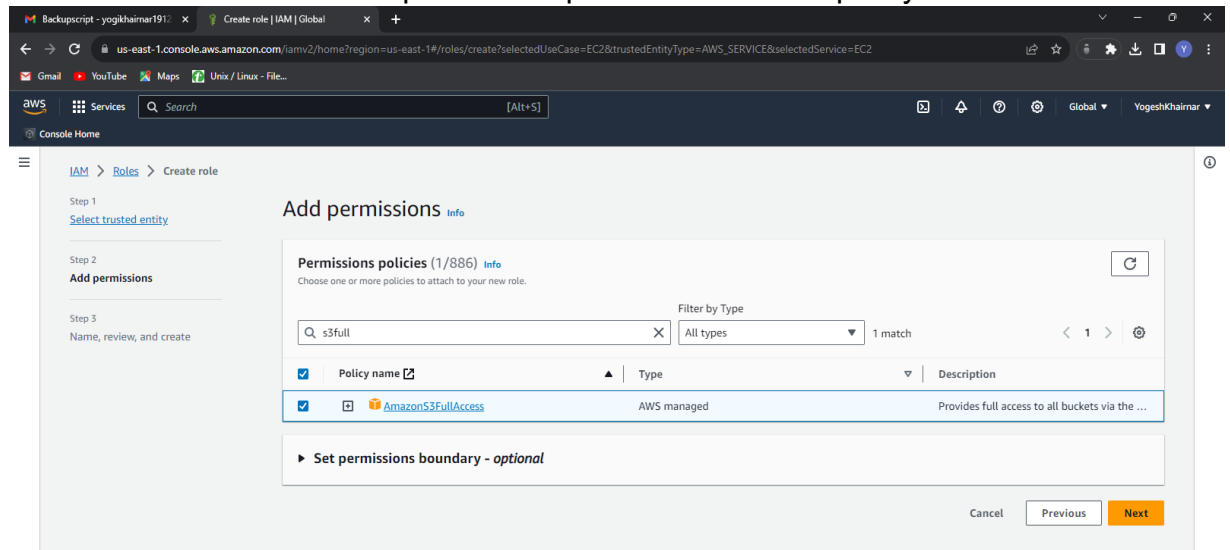 Backupscript - yogikhairnar1912
Create role | IAM | Global
us-east-1.console.aws.amazon.com/iamv2/home?region=us-east-1#/roles/create?selectedUseCase=EC2&trustedEntityType=AWS_SERVICE&selectedService=EC2
Gmail YouTube Maps Unix / Linux - File...
aws Services Search [Alt+S] Global YogeshKhairnar
Console Home
IAM > Roles > Create role
Step 1
Select trusted entity
Step 2
Add permissions
Step 3
Name, review, and create
Add permissions Info
Permissions policies (1/886) Info
Choose one or more policies to attach to your new role.
Filter by Type
s3full All types 1 match 1
Policy name Type Description
AmazonS3FullAccess AWS managed Provides full access to all buckets via the ...
Set permissions boundary - optional
Cancel Previous Next